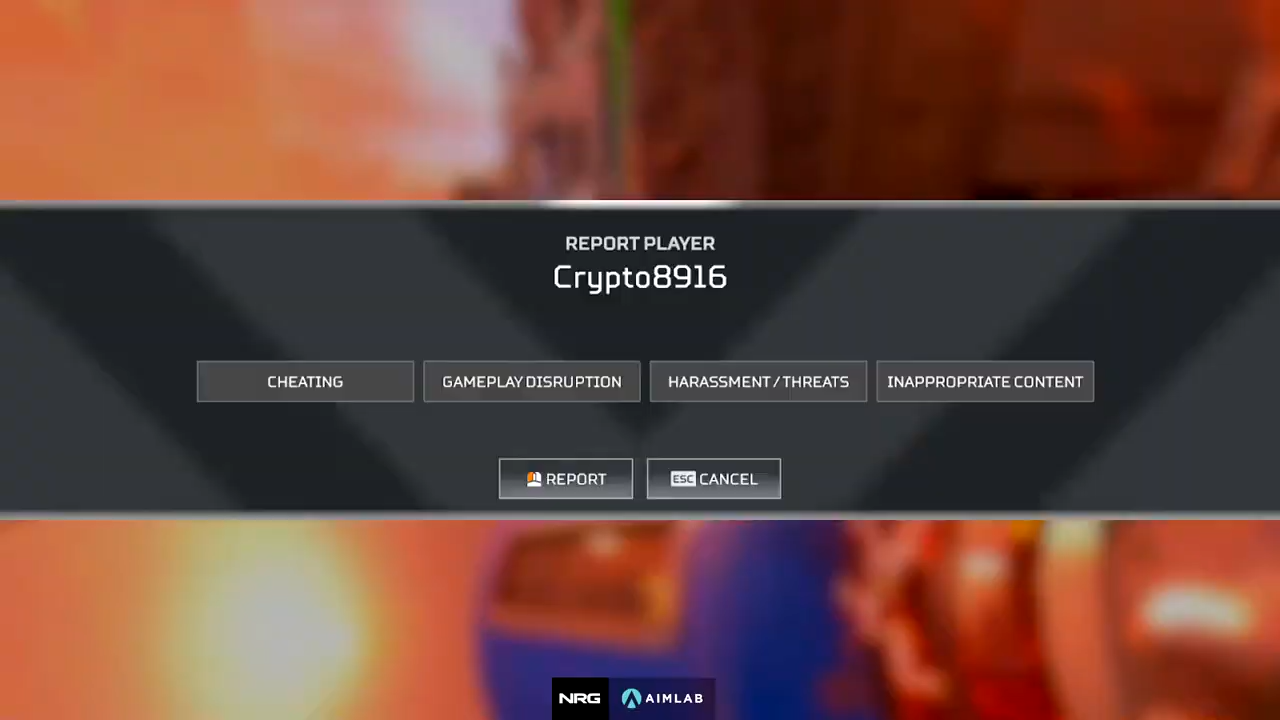 REPORT PLAYER
Crypto8916
CHEATING
GAMEPLAY DISRUPTION
HARASSMENT / THREATS
INAPPROPRIATE CONTENT
REPORT
ESC CANCEL
NRG AIMLAB